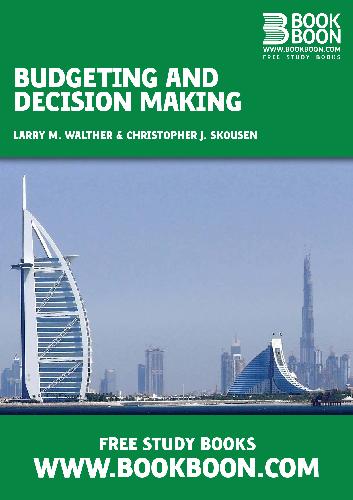 BOOK
BOON
WWW.BOOKBOON.COM
FREE STUDY BOOKS
BUDGETING AND
DECISION MAKING
LARRY M. WALTHER & CHRISTOPHER J. SKOUSEN
FREE STUDY BOOKS
WWW.BOOKBOON.COM